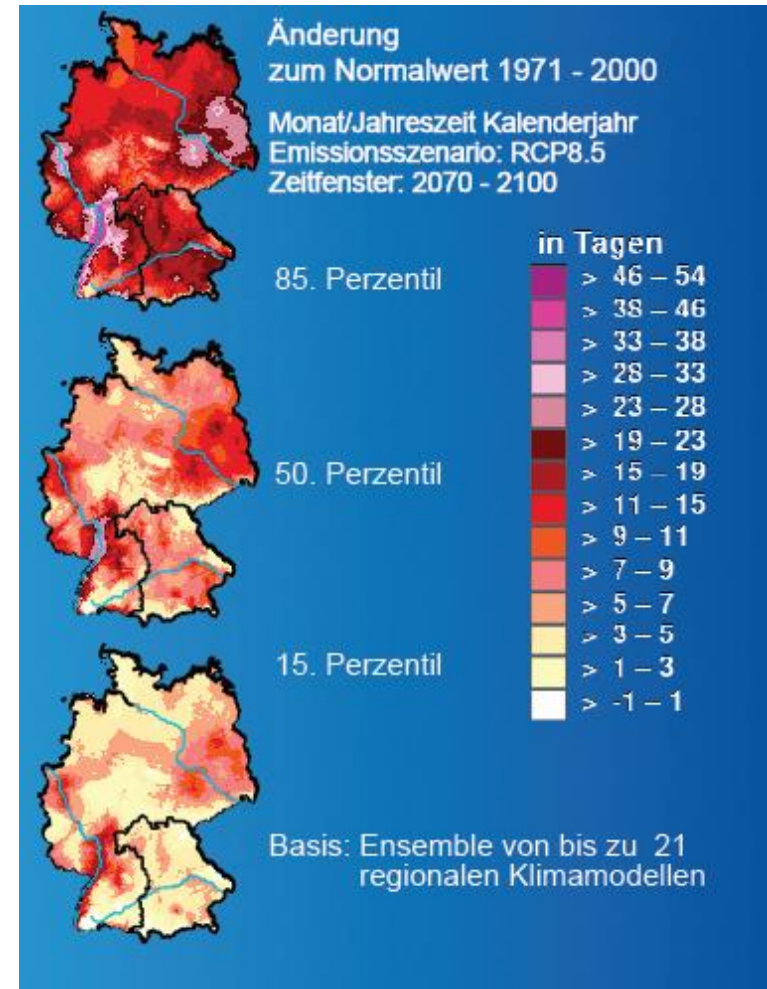 Änderung
zum Normalwert 1971 - 2000
Monat/Jahreszeit Kalenderjahr
Emissionsszenario: RCP8.5
Zeitfenster: 2070 - 2100
85. Perzentil
50. Perzentil
15. Perzentil
in Tagen
> 46 – 54
> 38 – 46
> 33 – 38
> 28 – 33
> 23 – 28
> 19 – 23
> 15 – 19
> 11 – 15
> 9 – 11
> 7 – 9
> 5 – 7
> 3 – 5
> 1 – 3
> -1 – 1
Basis: Ensemble von bis zu 21
regionalen Klimamodellen